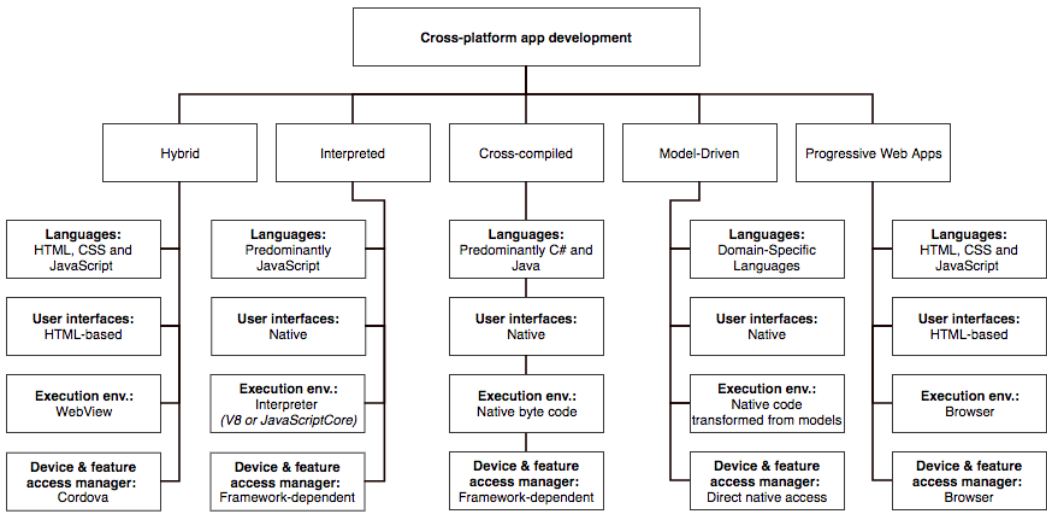 Cross-platform app development
Hybrid
Interpreted
Cross-compiled
Model-Driven
Progressive Web Apps
Languages:
HTML, CSS and
JavaScript
User interfaces:
HTML-based
Execution env.:
WebView
Device & feature
access manager:
Cordova
Languages:
Predominantly
JavaScript
User interfaces:
Native
Execution env.:
Interpreter
(V8 or JavaScriptCore)
Device & feature
access manager:
Framework-dependent
Languages:
Predominantly C# and
Java
User interfaces:
Native
Execution env.:
Native byte code
Device & feature
access manager:
Framework-dependent
Languages:
Domain-Specific
Languages
User interfaces:
Native
Execution env.:
Native code
transformed from models
Device & feature
access manager:
Direct native access
Languages:
HTML, CSS and
JavaScript
User interfaces:
HTML-based
Execution env.:
Browser
Device & feature
access manager:
Browser